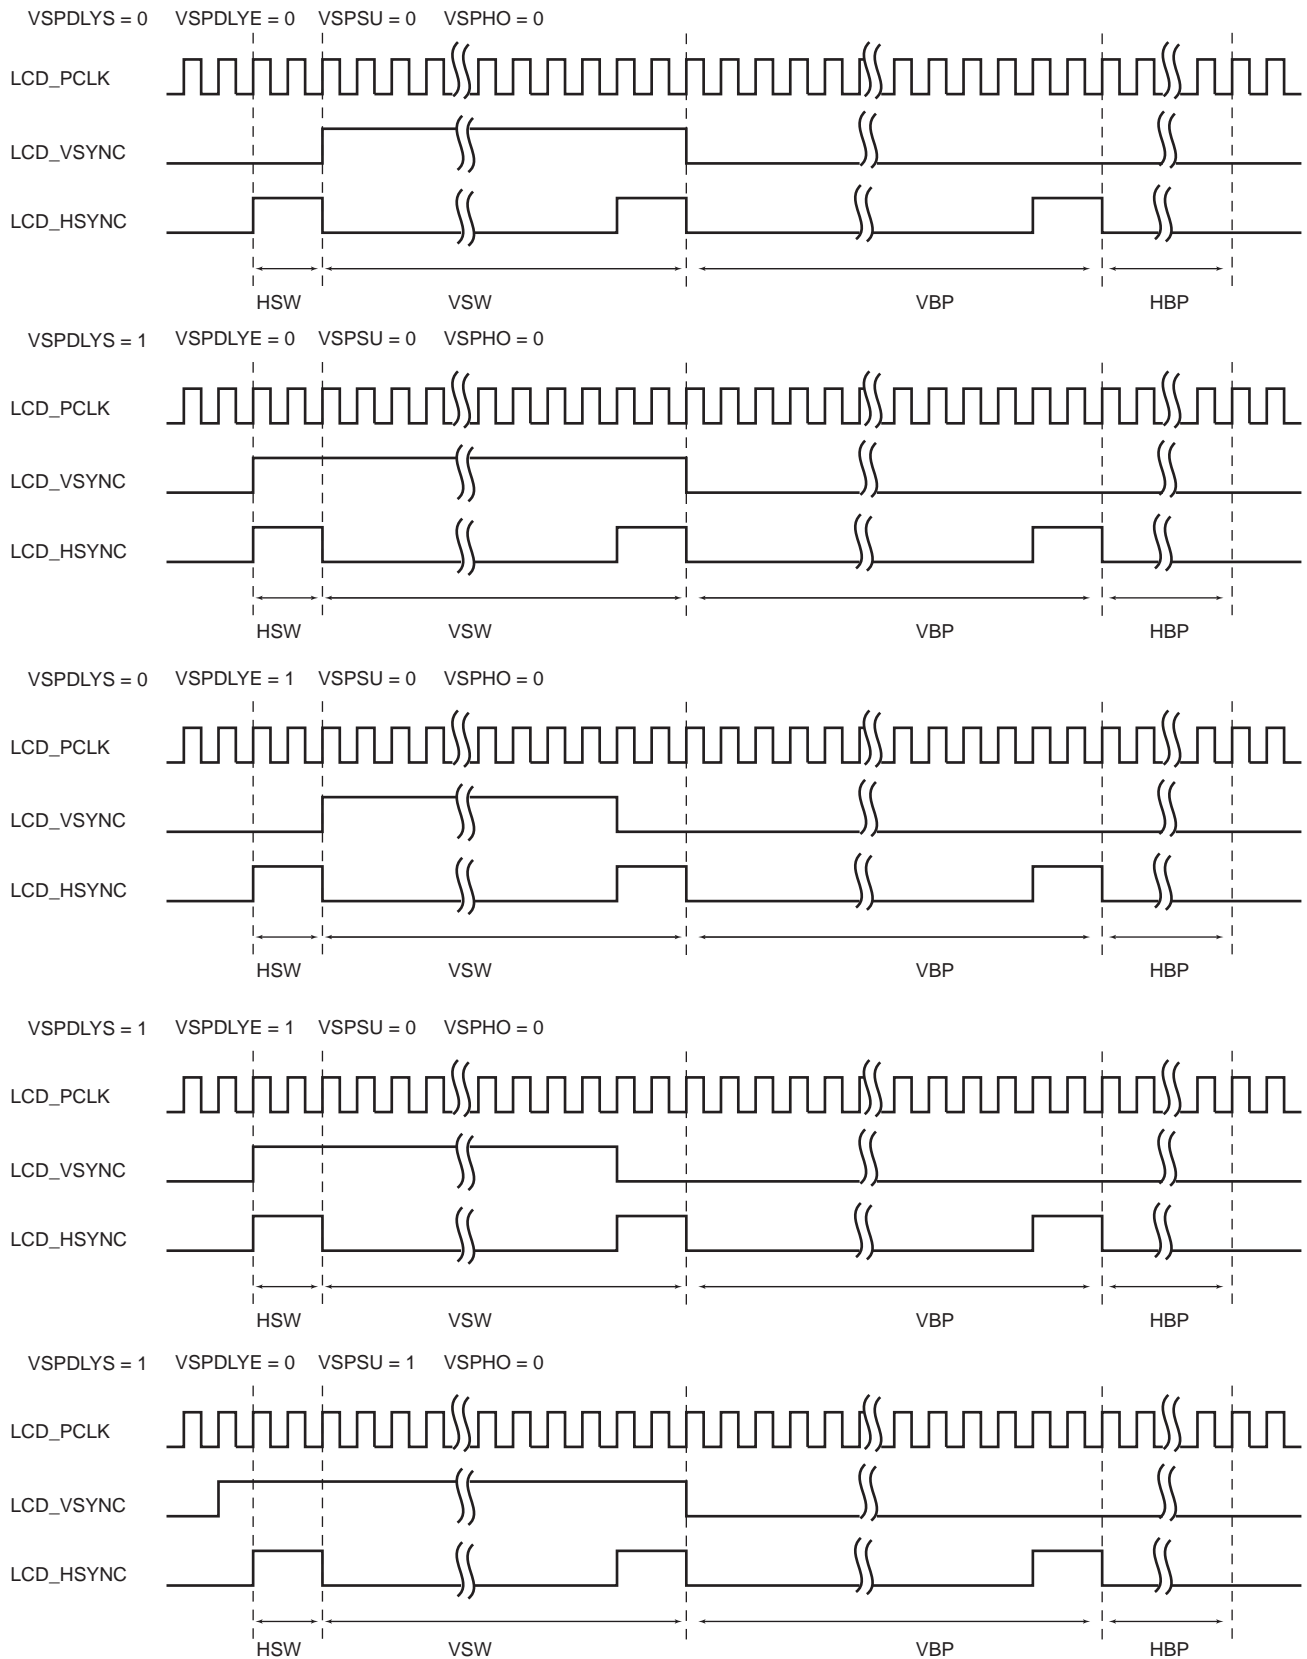 VSPDLYS = 0 VSPDLYE = 0 VSPSU = 0 VSPHO = 0
LCD_PCLK
LCD_VSYNC
LCD_HSYNC
HSW VSW VBP HBP
VSPDLYS = 1 VSPDLYE = 0 VSPSU = 0 VSPHO = 0
LCD_PCLK
LCD_VSYNC
LCD_HSYNC
HSW VSW VBP HBP
VSPDLYS = 0 VSPDLYE = 1 VSPSU = 0 VSPHO = 0
LCD_PCLK
LCD_VSYNC
LCD_HSYNC
HSW VSW VBP HBP
VSPDLYS = 1 VSPDLYE = 1 VSPSU = 0 VSPHO = 0
LCD_PCLK
LCD_VSYNC
LCD_HSYNC
HSW VSW VBP HBP
VSPDLYS = 1 VSPDLYE = 0 VSPSU = 1 VSPHO = 0
LCD_PCLK
LCD_VSYNC
LCD_HSYNC
HSW VSW VBP HBP